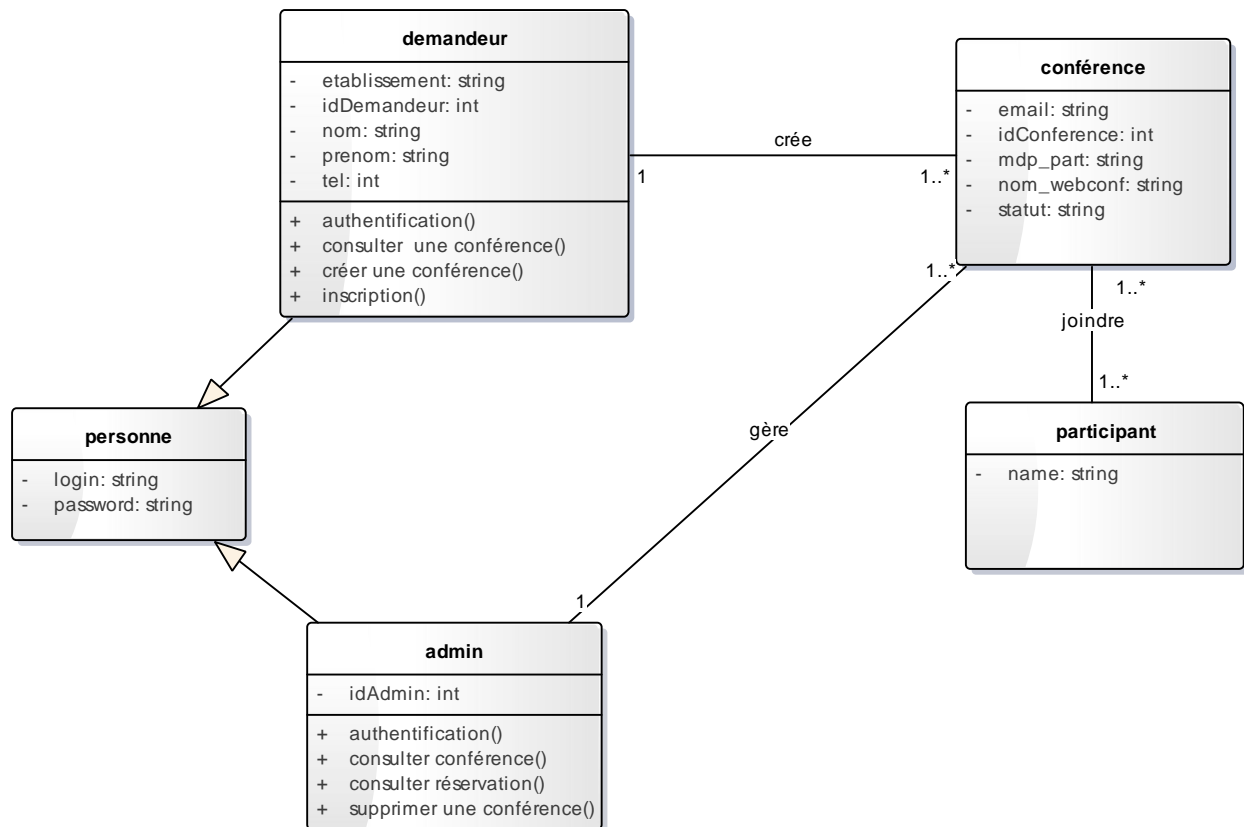 demandeur
- etablissement: string
- idDemandeur: int
- nom: string
- prenom: string
- tel: int
+ authentification()
+ consulter une conférence()
+ créer une conférence()
+ inscription()
crée
1
1..*
conférence
- email: string
- idConference: int
- mdp_part: string
- nom_webconf: string
- statut: string
1..*
1..*
joindre
1..*
personne
- login: string
- password: string
gère
participant
- name: string
1
admin
- idAdmin: int
+ authentification()
+ consulter conférence()
+ consulter réservation()
+ supprimer une conférence()